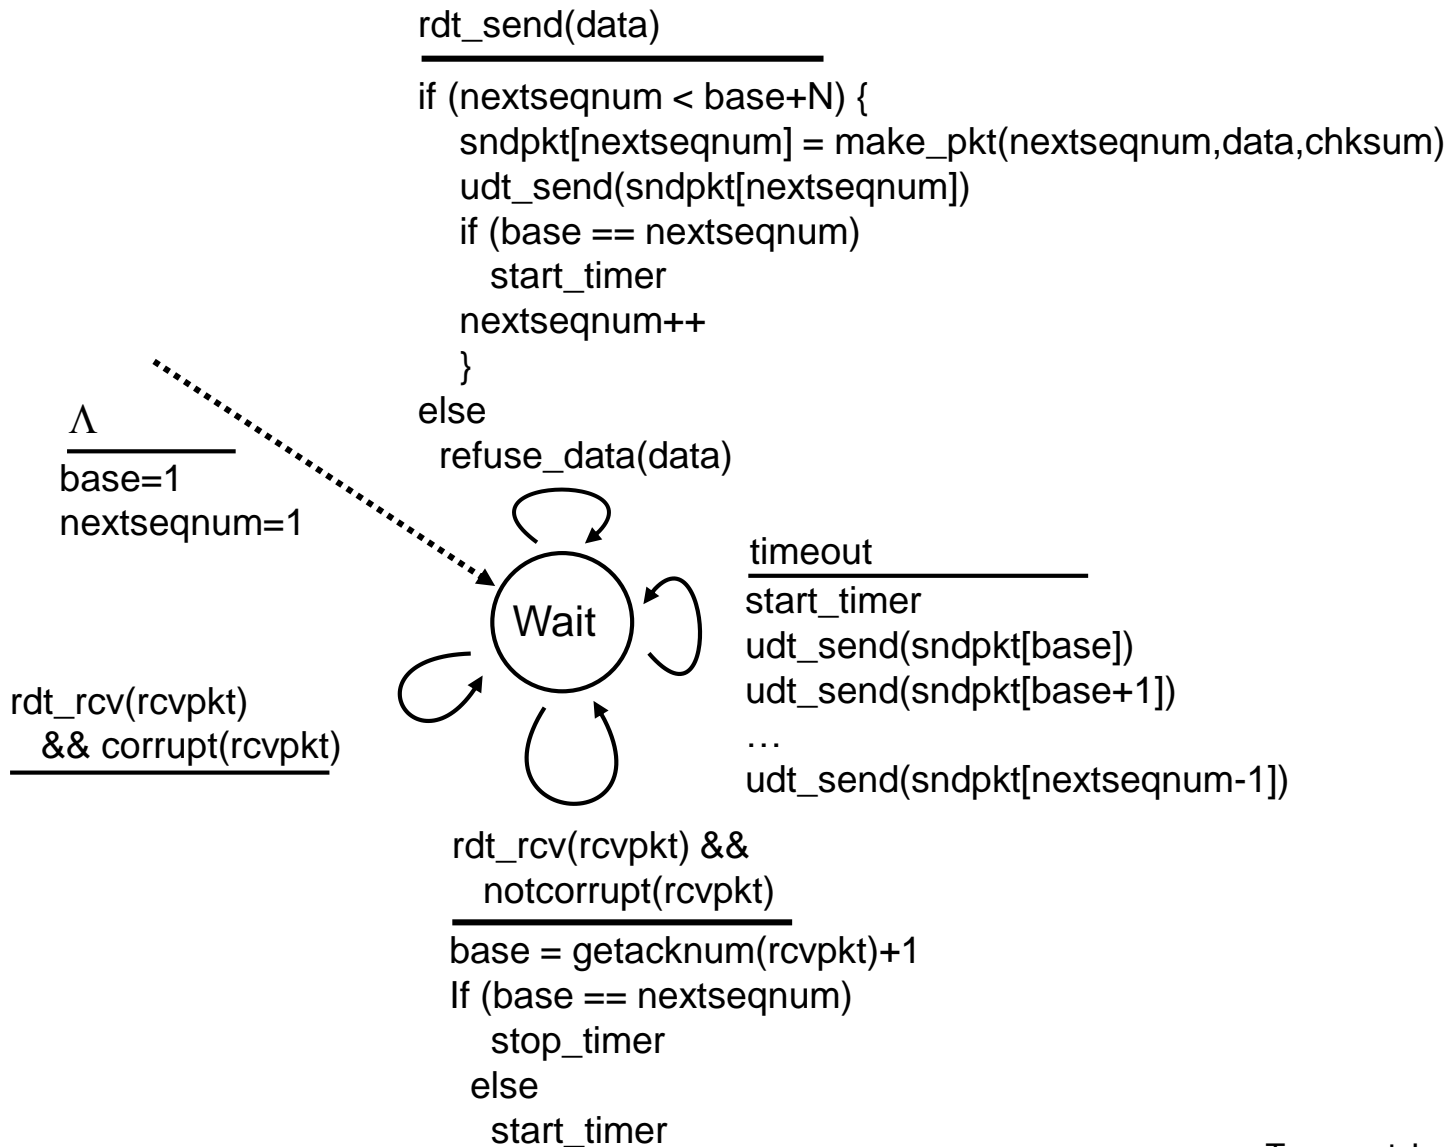 rdt_send(data)
if (nextseqnum < base+N) {
sndpkt[nextseqnum] = make_pkt(nextseqnum,data,chksum)
udt_send(sndpkt[nextseqnum])
if (base == nextseqnum)
start_timer
nextseqnum++
}
else
refuse_data(data)
Λ
base=1
nextseqnum=1
Wait
timeout
start_timer
udt_send(sndpkt[base])
udt_send(sndpkt[base+1])
…
udt_send(sndpkt[nextseqnum-1])
rdt_rcv(rcvpkt)
&& corrupt(rcvpkt)
rdt_rcv(rcvpkt) &&
notcorrupt(rcvpkt)
base = getacknum(rcvpkt)+1
If (base == nextseqnum)
stop_timer
else
start_timer